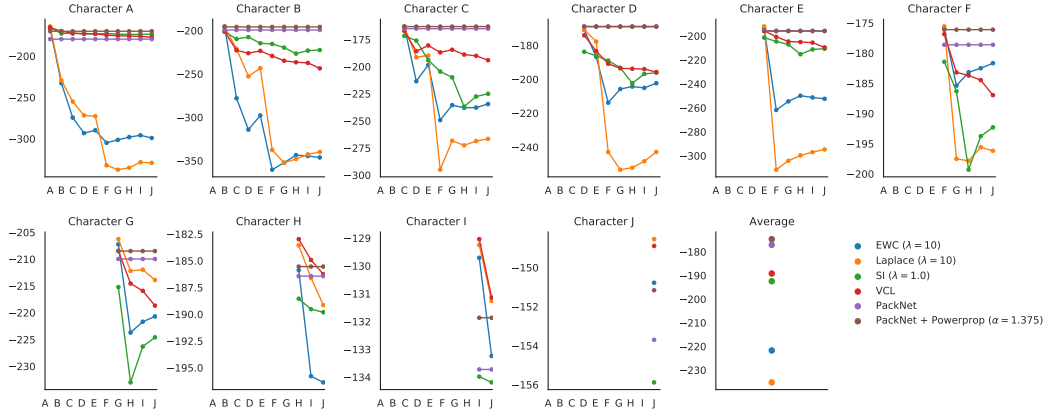 Character A
Character B
Character C
Character D
Character E
Character F
−200
−250
−300
A B C D E F G H I J
−200
−250
−300
−350
A B C D E F G H I J
−175
−200
−225
−250
−275
−300
A B C D E F G H I J
−180
−200
−220
−240
A B C D E F G H I J
−180
−200
−220
−240
−260
−280
−300
A B C D E F G H I J
−175
−180
−185
−190
−195
−200
A B C D E F G H I J
Character G
Character H
Character I
Character J
Average
−205
−210
−215
−220
−225
−230
A B C D E F G H I J
−182.5
−185.0
−187.5
−190.0
−192.5
−195.0
A B C D E F G H I J
−129
−130
−131
−132
−133
−134
A B C D E F G H I J
−150
−152
−154
−156
A B C D E F G H I J
−180
−190
−200
−210
−220
−230
EWC (λ = 10)
Laplace (λ = 10)
SI (λ = 1.0)
VCL
PackNet
PackNet + Powerprop (α = 1.375)